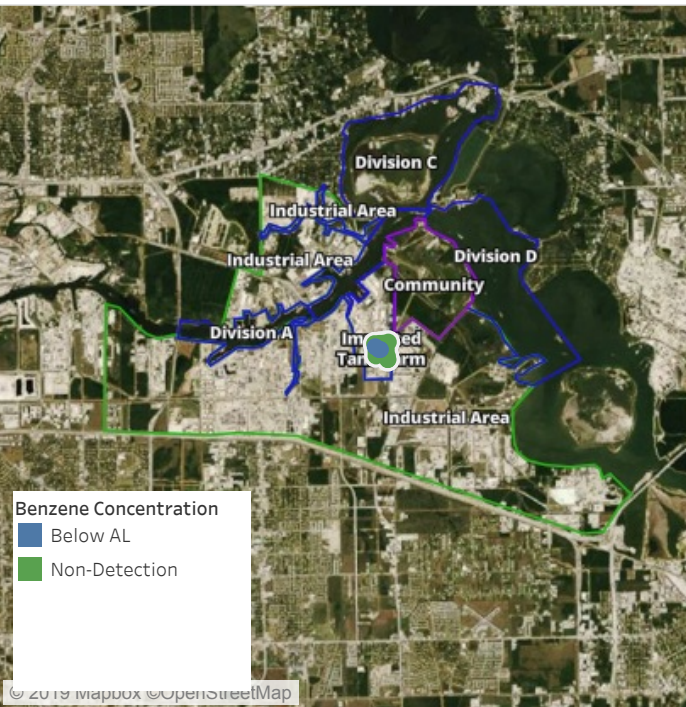 Division C
Industrial Area
Division D
Industrial Area
Community
Division A
Industrial Area
Benzene Concentration
Below AL
Non-Detection
© 2019 Mapbox ©OpenStreetMap